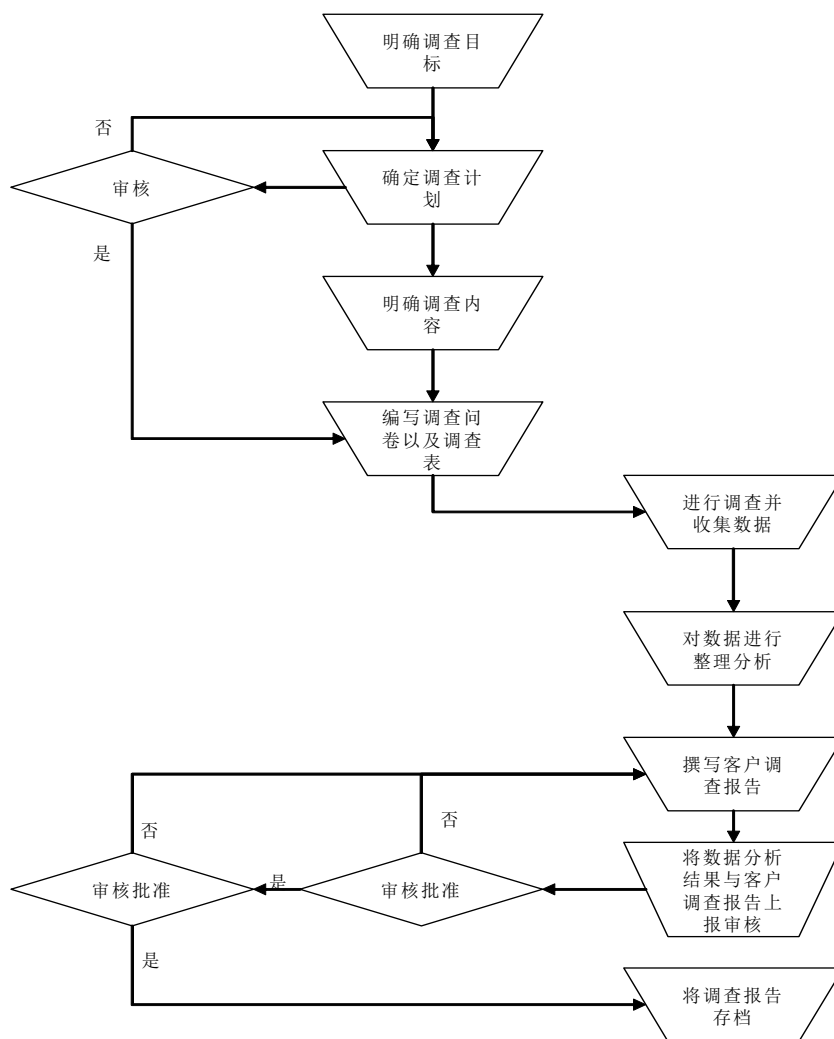 明确调查目
标
否
审核
确定调查计
划
是
明确调查内
容
编写调查问
卷以及调查
表
进行调查并
收集数据
对数据进行
整理分析
撰写客户调
查报告
否
否
将数据分析
结果与客户
调查报告上
报审核
审核批准
是
审核批准
是
将调查报告
存档